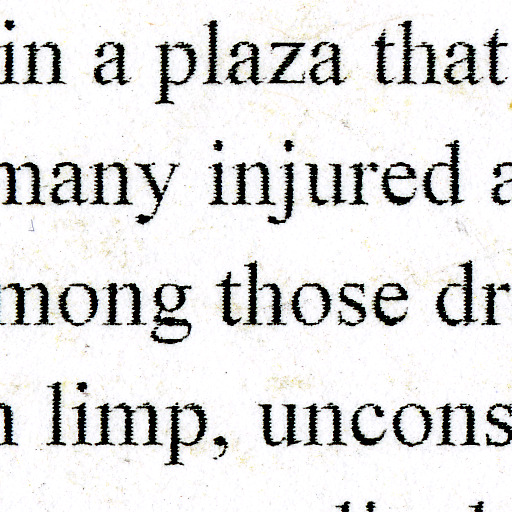 in a plaza that
many injured a
mong those dr
limp, uncons